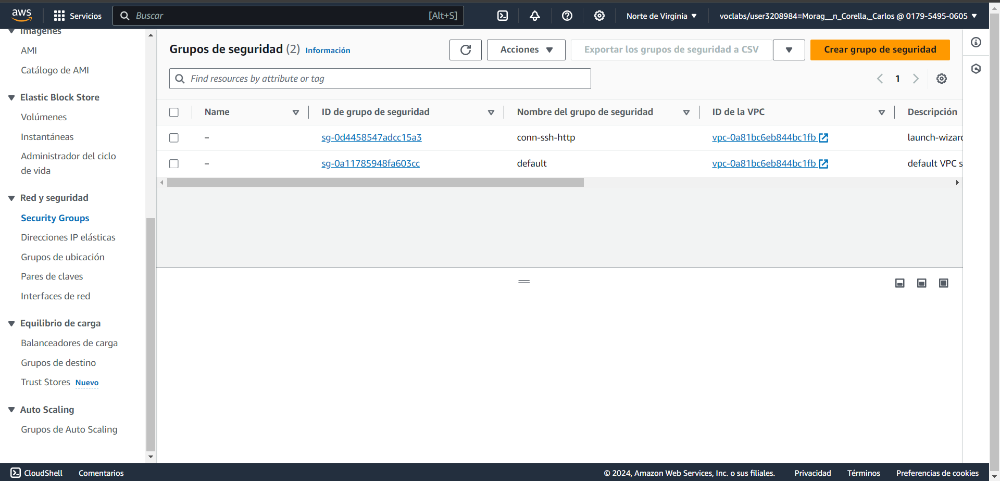 aws
Servicios
Buscar [Alt+S]
Norte de Virginia
voclabs/user3208984=Morag__n_Corella,_Carlos @ 0179-5495-0605
Imágenes
AMI
Catálogo de AMI
Elastic Block Store
Volúmenes
Instantáneas
Administrador del ciclo
de vida
Red y seguridad
Security Groups
Direcciones IP elásticas
Grupos de ubicación
Pares de claves
Interfaces de red
Equilibrio de carga
Balanceadores de carga
Grupos de destino
Trust Stores Nuevo
Auto Scaling
Grupos de Auto Scaling
Grupos de seguridad (2) Información
Acciones
Exportar los grupos de seguridad a CSV
Crear grupo de seguridad
Find resources by attribute or tag
1
Name ID de grupo de seguridad Nombre del grupo de seguridad ID de la VPC Descripción
– sg-0d4458547adcc15a3 conn-ssh-http vpc-0a81bc6eb844bc1fb launch-wizard
– sg-0a11785948fa603cc default vpc-0a81bc6eb844bc1fb default VPC s
CloudShell Comentarios
© 2024, Amazon Web Services, Inc. o sus filiales. Privacidad Términos Preferencias de cookies